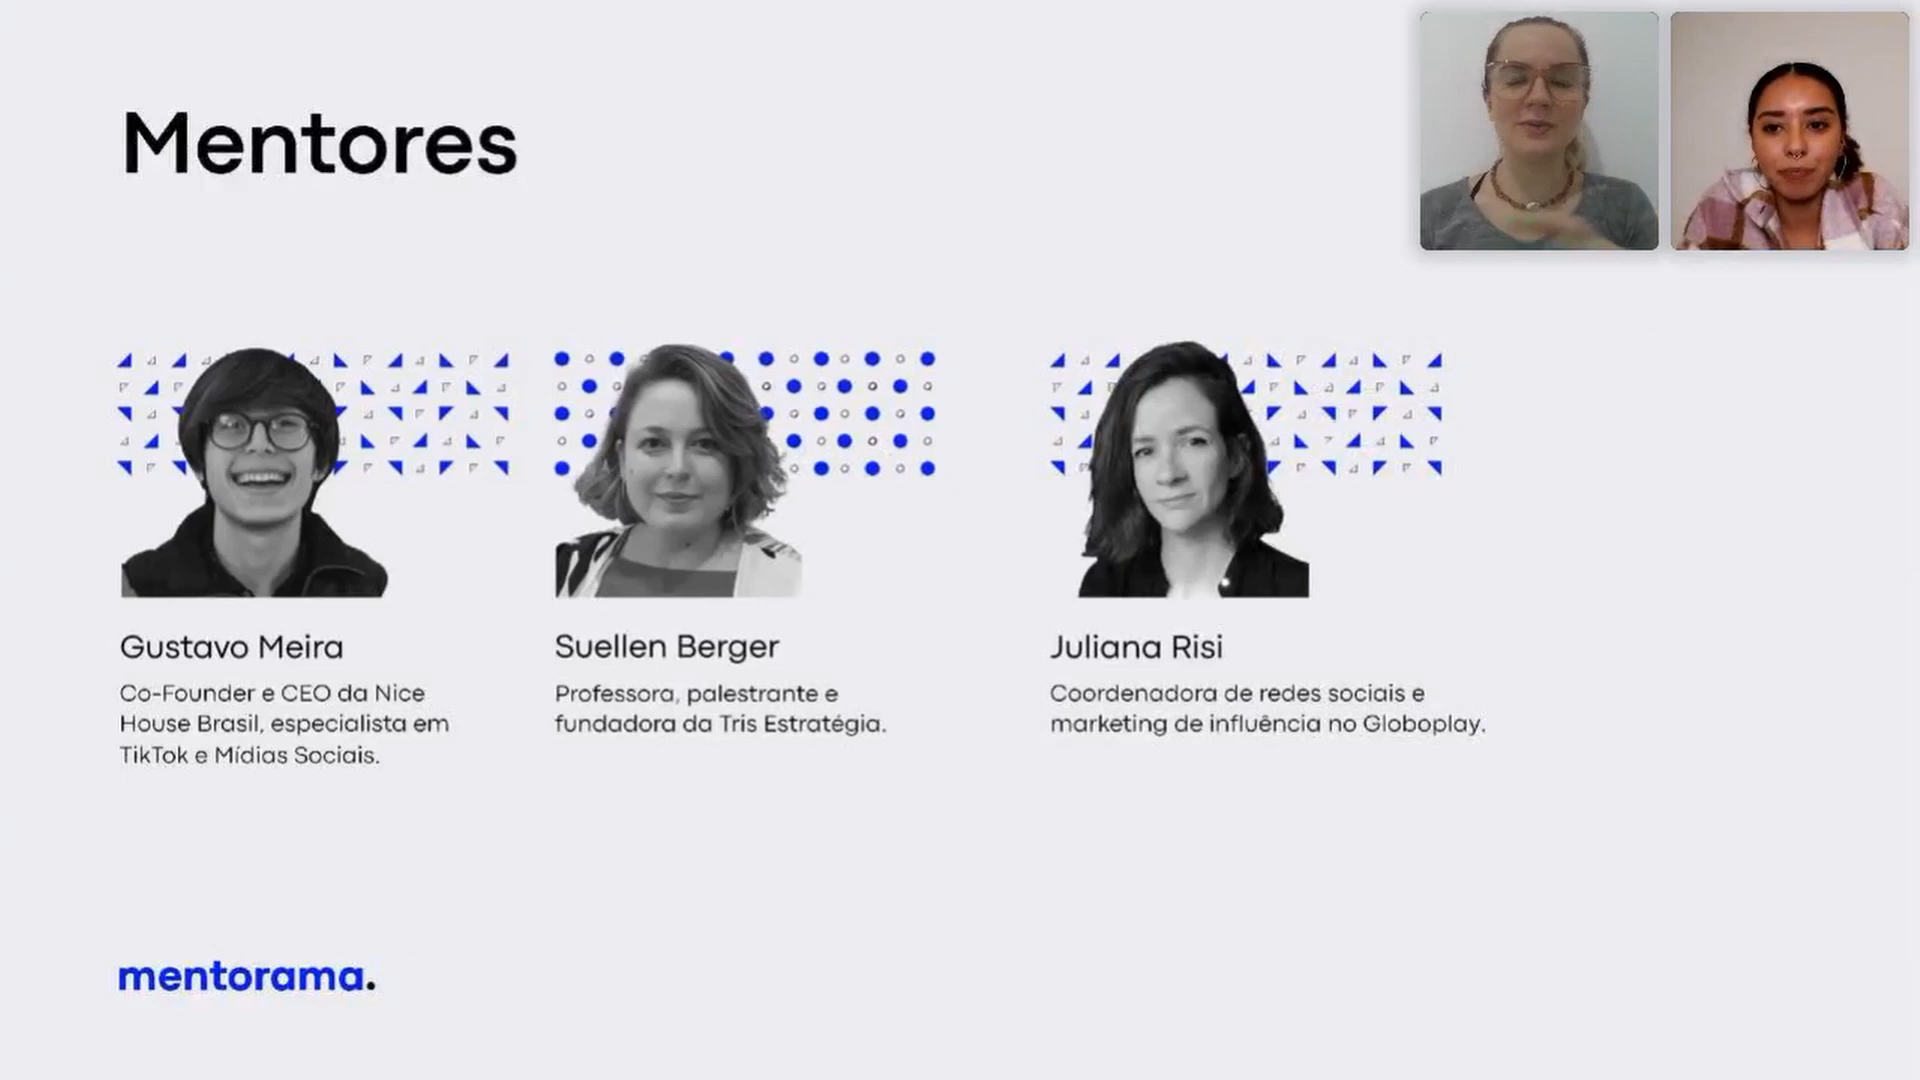 Mentores
Gustavo Meira
Co-Founder e CEO da Nice
House Brasil, especialista em
TikTok e Mídias Sociais.
Suellen Berger
Professora, palestrante e
fundadora da Tris Estratégia.
Juliana Risi
Coordenadora de redes sociais e
marketing de influência no Globoplay.
mentorama.